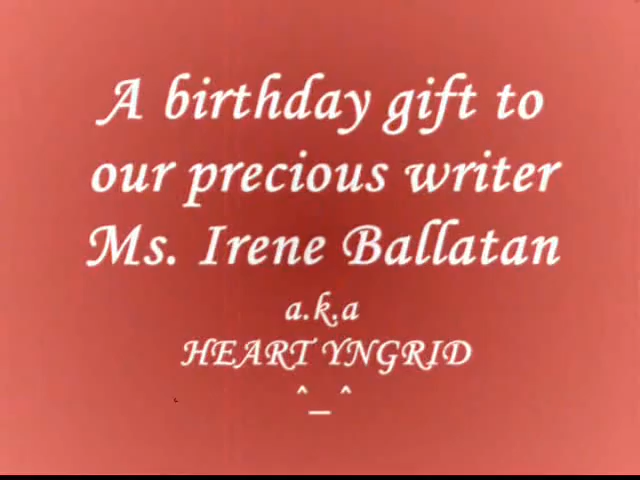 A birthday gift to
our precious writer
Ms. Irene Ballatan
a.k.a
HEART YNGRID
^_^